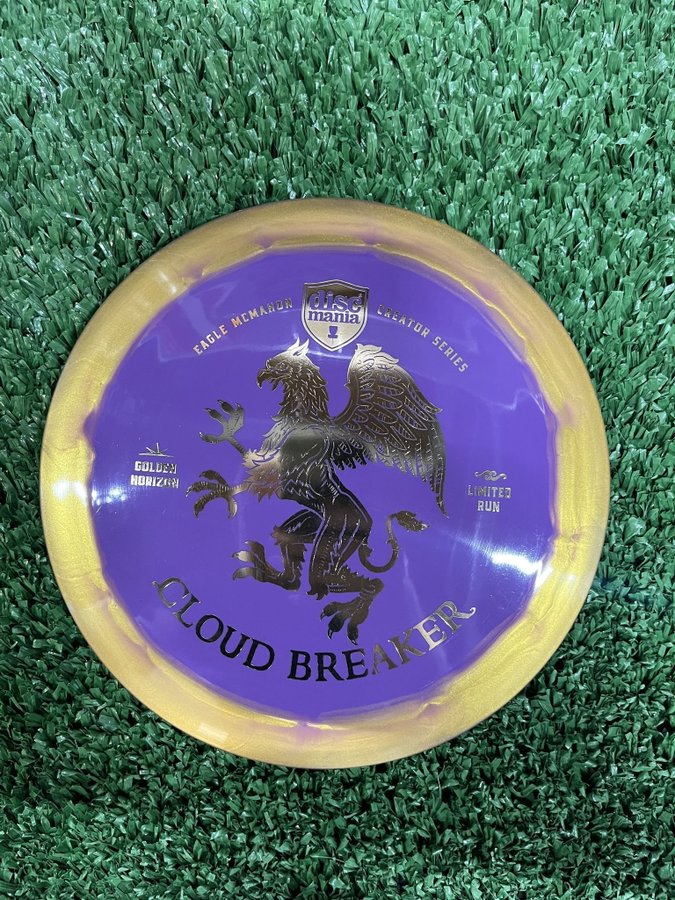 disc
mania
EAGLE MCMAHON
CREATOR SERIES
GOLDEN
HORIZON
LIMITED
RUN
CLOUD BREAKER